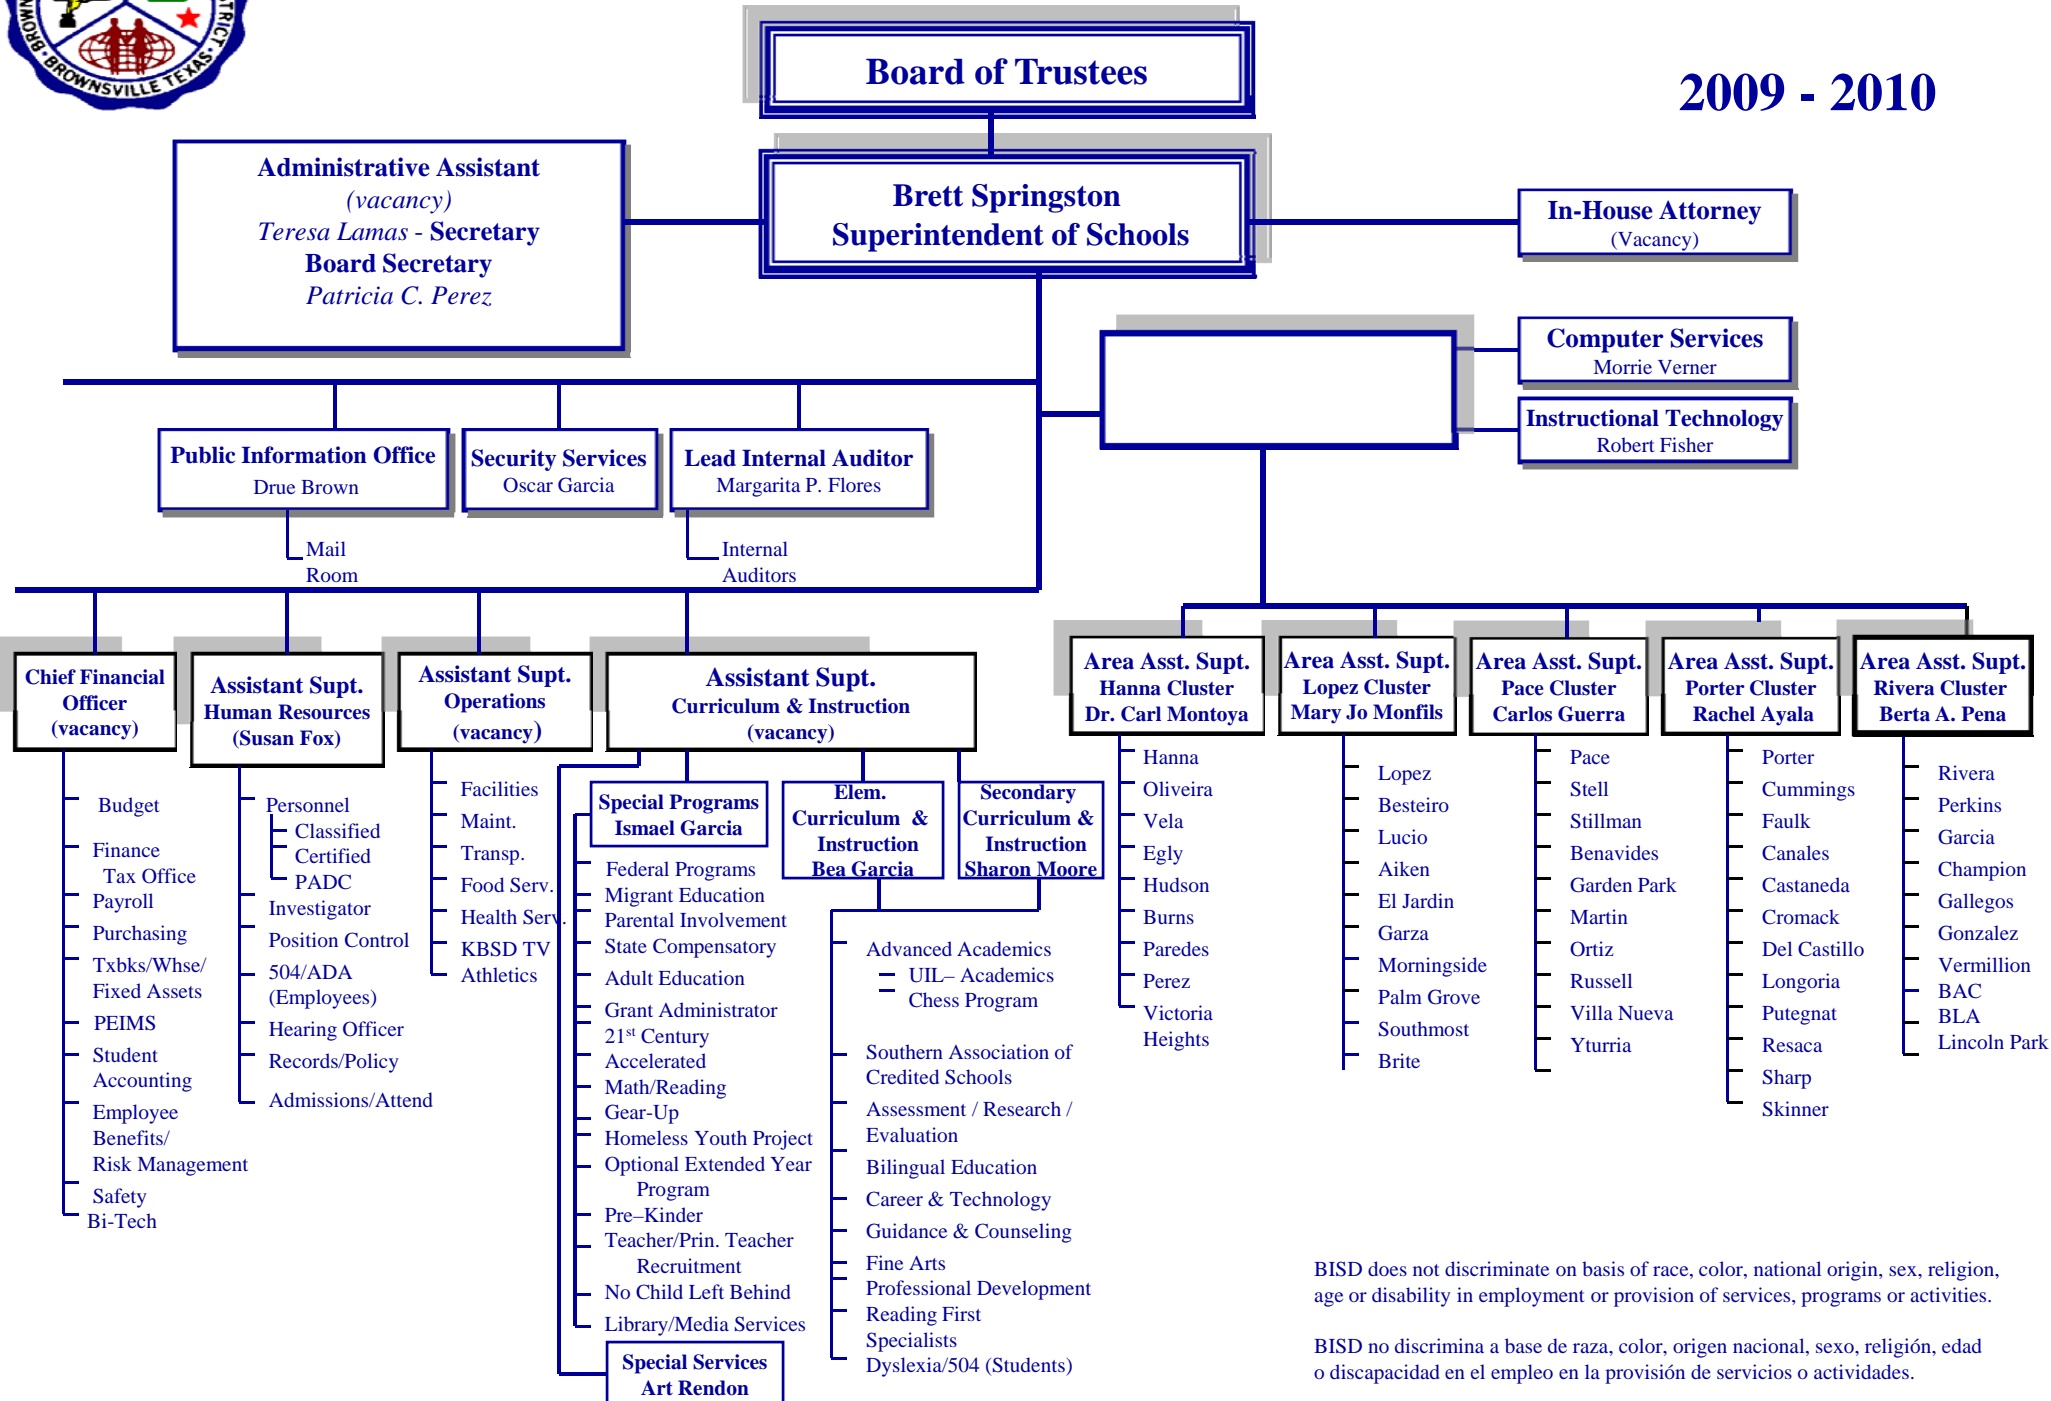 BROWNSVILLE TEXAS
Board of Trustees
2009 - 2010
Administrative Assistant
(vacancy)
Teresa Lamas - Secretary
Board Secretary
Patricia C. Perez
Brett Springston
Superintendent of Schools
In-House Attorney
(Vacancy)
Computer Services
Morrie Verner
Instructional Technology
Robert Fisher
Public Information Office
Drue Brown
Security Services
Oscar Garcia
Lead Internal Auditor
Margarita P. Flores
Mail
Room
Internal
Auditors
Chief Financial
Officer
(vacancy)
Budget
Finance
Tax Office
Payroll
Purchasing
Txbks/Whse/
Fixed Assets
PEIMS
Student
Accounting
Employee
Benefits/
Risk Management
Safety
Bi-Tech
Assistant Supt.
Human Resources
(Susan Fox)
Personnel
Classified
Certified
PADC
Investigator
Position Control
504/ADA
(Employees)
Hearing Officer
Records/Policy
Admissions/Attend
Assistant Supt.
Operations
(vacancy)
Facilities
Maint.
Transp.
Food Serv.
Health Serv.
KBSD TV
Athletics
Assistant Supt.
Curriculum & Instruction
(vacancy)
Special Programs
Ismael Garcia
Federal Programs
Migrant Education
Parental Involvement
State Compensatory
Adult Education
Grant Administrator
21st Century
Accelerated
Math/Reading
Gear-Up
Homeless Youth Project
Optional Extended Year
Program
Pre–Kinder
Teacher/Prin. Teacher
Recruitment
No Child Left Behind
Library/Media Services
Special Services
Art Rendon
Elem.
Curriculum &
Instruction
Bea Garcia
Secondary
Curriculum &
Instruction
Sharon Moore
Advanced Academics
UIL– Academics
Chess Program
Southern Association of
Credited Schools
Assessment / Research /
Evaluation
Bilingual Education
Career & Technology
Guidance & Counseling
Fine Arts
Professional Development
Reading First
Specialists
Dyslexia/504 (Students)
Area Asst. Supt.
Hanna Cluster
Dr. Carl Montoya
Hanna
Oliveira
Vela
Egly
Hudson
Burns
Paredes
Perez
Victoria
Heights
Area Asst. Supt.
Lopez Cluster
Mary Jo Monfils
Lopez
Besteiro
Lucio
Aiken
El Jardin
Garza
Morningside
Palm Grove
Southmost
Brite
Area Asst. Supt.
Pace Cluster
Carlos Guerra
Pace
Stell
Stillman
Benavides
Garden Park
Martin
Ortiz
Russell
Villa Nueva
Yturria
Area Asst. Supt.
Porter Cluster
Rachel Ayala
Porter
Cummings
Faulk
Canales
Castaneda
Cromack
Del Castillo
Longoria
Putegnat
Resaca
Sharp
Skinner
Area Asst. Supt.
Rivera Cluster
Berta A. Pena
Rivera
Perkins
Garcia
Champion
Gallegos
Gonzalez
Vermillion
BAC
BLA
Lincoln Park
BISD does not discriminate on basis of race, color, national origin, sex, religion,
age or disability in employment or provision of services, programs or activities.
BISD no discrimina a base de raza, color, origen nacional, sexo, religión, edad
o discapacidad en el empleo en la provisión de servicios o actividades.